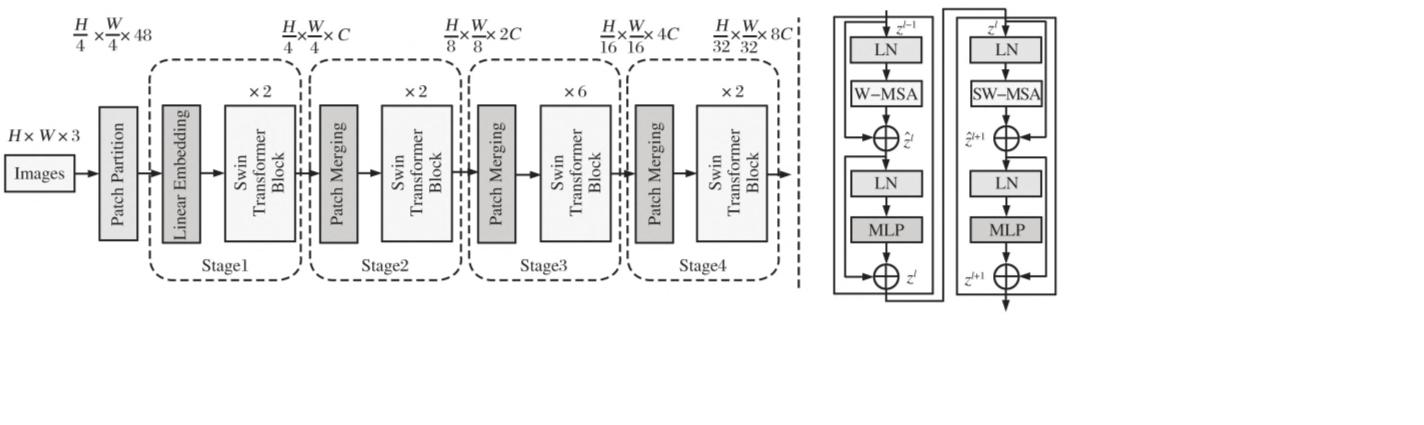 H/4 × W/4 × 48
H/4 × W/4 × C
H/8 × W/8 × 2C
H/16 × W/16 × 4C
H/32 × W/32 × 8C
H × W × 3
Images
Patch Partition
Linear Embedding
×2
Swin
Transformer
Block
Stage1
Patch Merging
×2
Swin
Transformer
Block
Stage2
Patch Merging
×6
Swin
Transformer
Block
Stage3
Patch Merging
×2
Swin
Transformer
Block
Stage4
z^{l−1}
LN
W−MSA
ẑ^l
LN
MLP
z^l
z^l
LN
SW−MSA
ẑ^{l+1}
LN
MLP
z^{l+1}